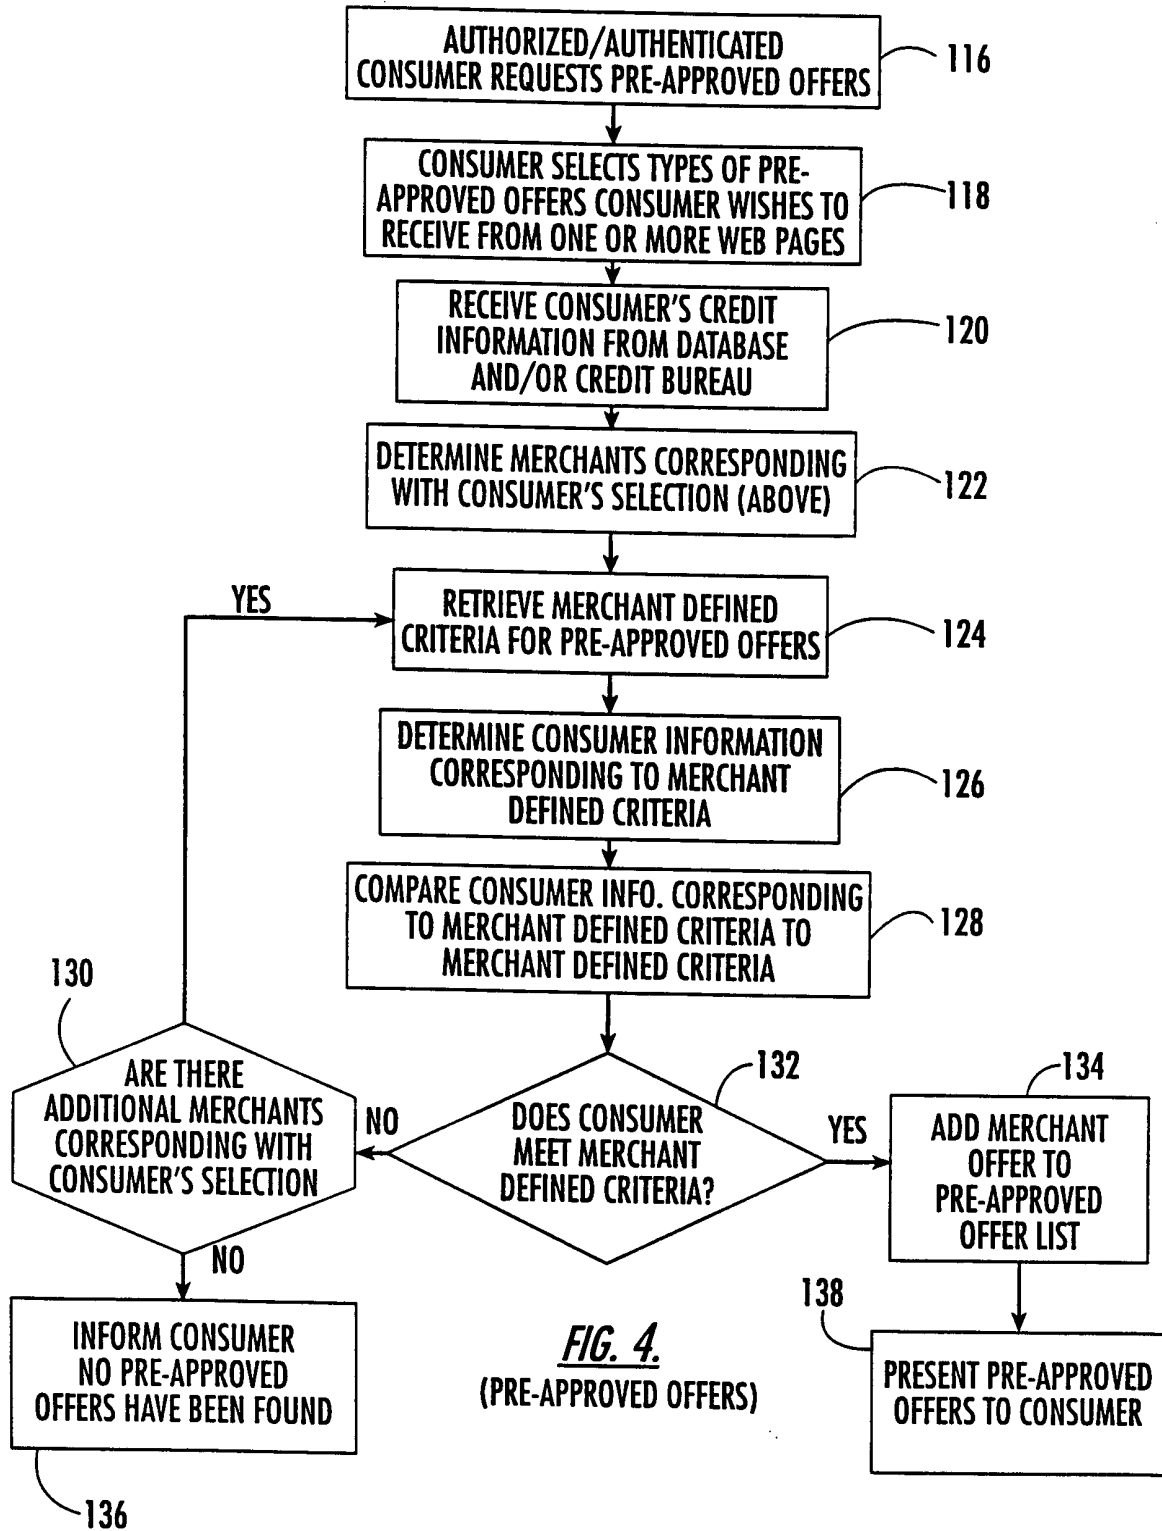 AUTHORIZED/AUTHENTICATED
CONSUMER REQUESTS PRE-APPROVED OFFERS
116
CONSUMER SELECTS TYPES OF PRE-
APPROVED OFFERS CONSUMER WISHES TO
RECEIVE FROM ONE OR MORE WEB PAGES
118
RECEIVE CONSUMER'S CREDIT
INFORMATION FROM DATABASE
AND/OR CREDIT BUREAU
120
DETERMINE MERCHANTS CORRESPONDING
WITH CONSUMER'S SELECTION (ABOVE)
122
YES
RETRIEVE MERCHANT DEFINED
CRITERIA FOR PRE-APPROVED OFFERS
124
DETERMINE CONSUMER INFORMATION
CORRESPONDING TO MERCHANT
DEFINED CRITERIA
126
COMPARE CONSUMER INFO. CORRESPONDING
TO MERCHANT DEFINED CRITERIA TO
MERCHANT DEFINED CRITERIA
128
130
ARE THERE
ADDITIONAL MERCHANTS
CORRESPONDING WITH
CONSUMER'S SELECTION
NO
132
DOES CONSUMER
MEET MERCHANT
DEFINED CRITERIA?
YES
134
ADD MERCHANT
OFFER TO
PRE-APPROVED
OFFER LIST
NO
INFORM CONSUMER
NO PRE-APPROVED
OFFERS HAVE BEEN FOUND
136
FIG. 4.
(PRE-APPROVED OFFERS)
138
PRESENT PRE-APPROVED
OFFERS TO CONSUMER